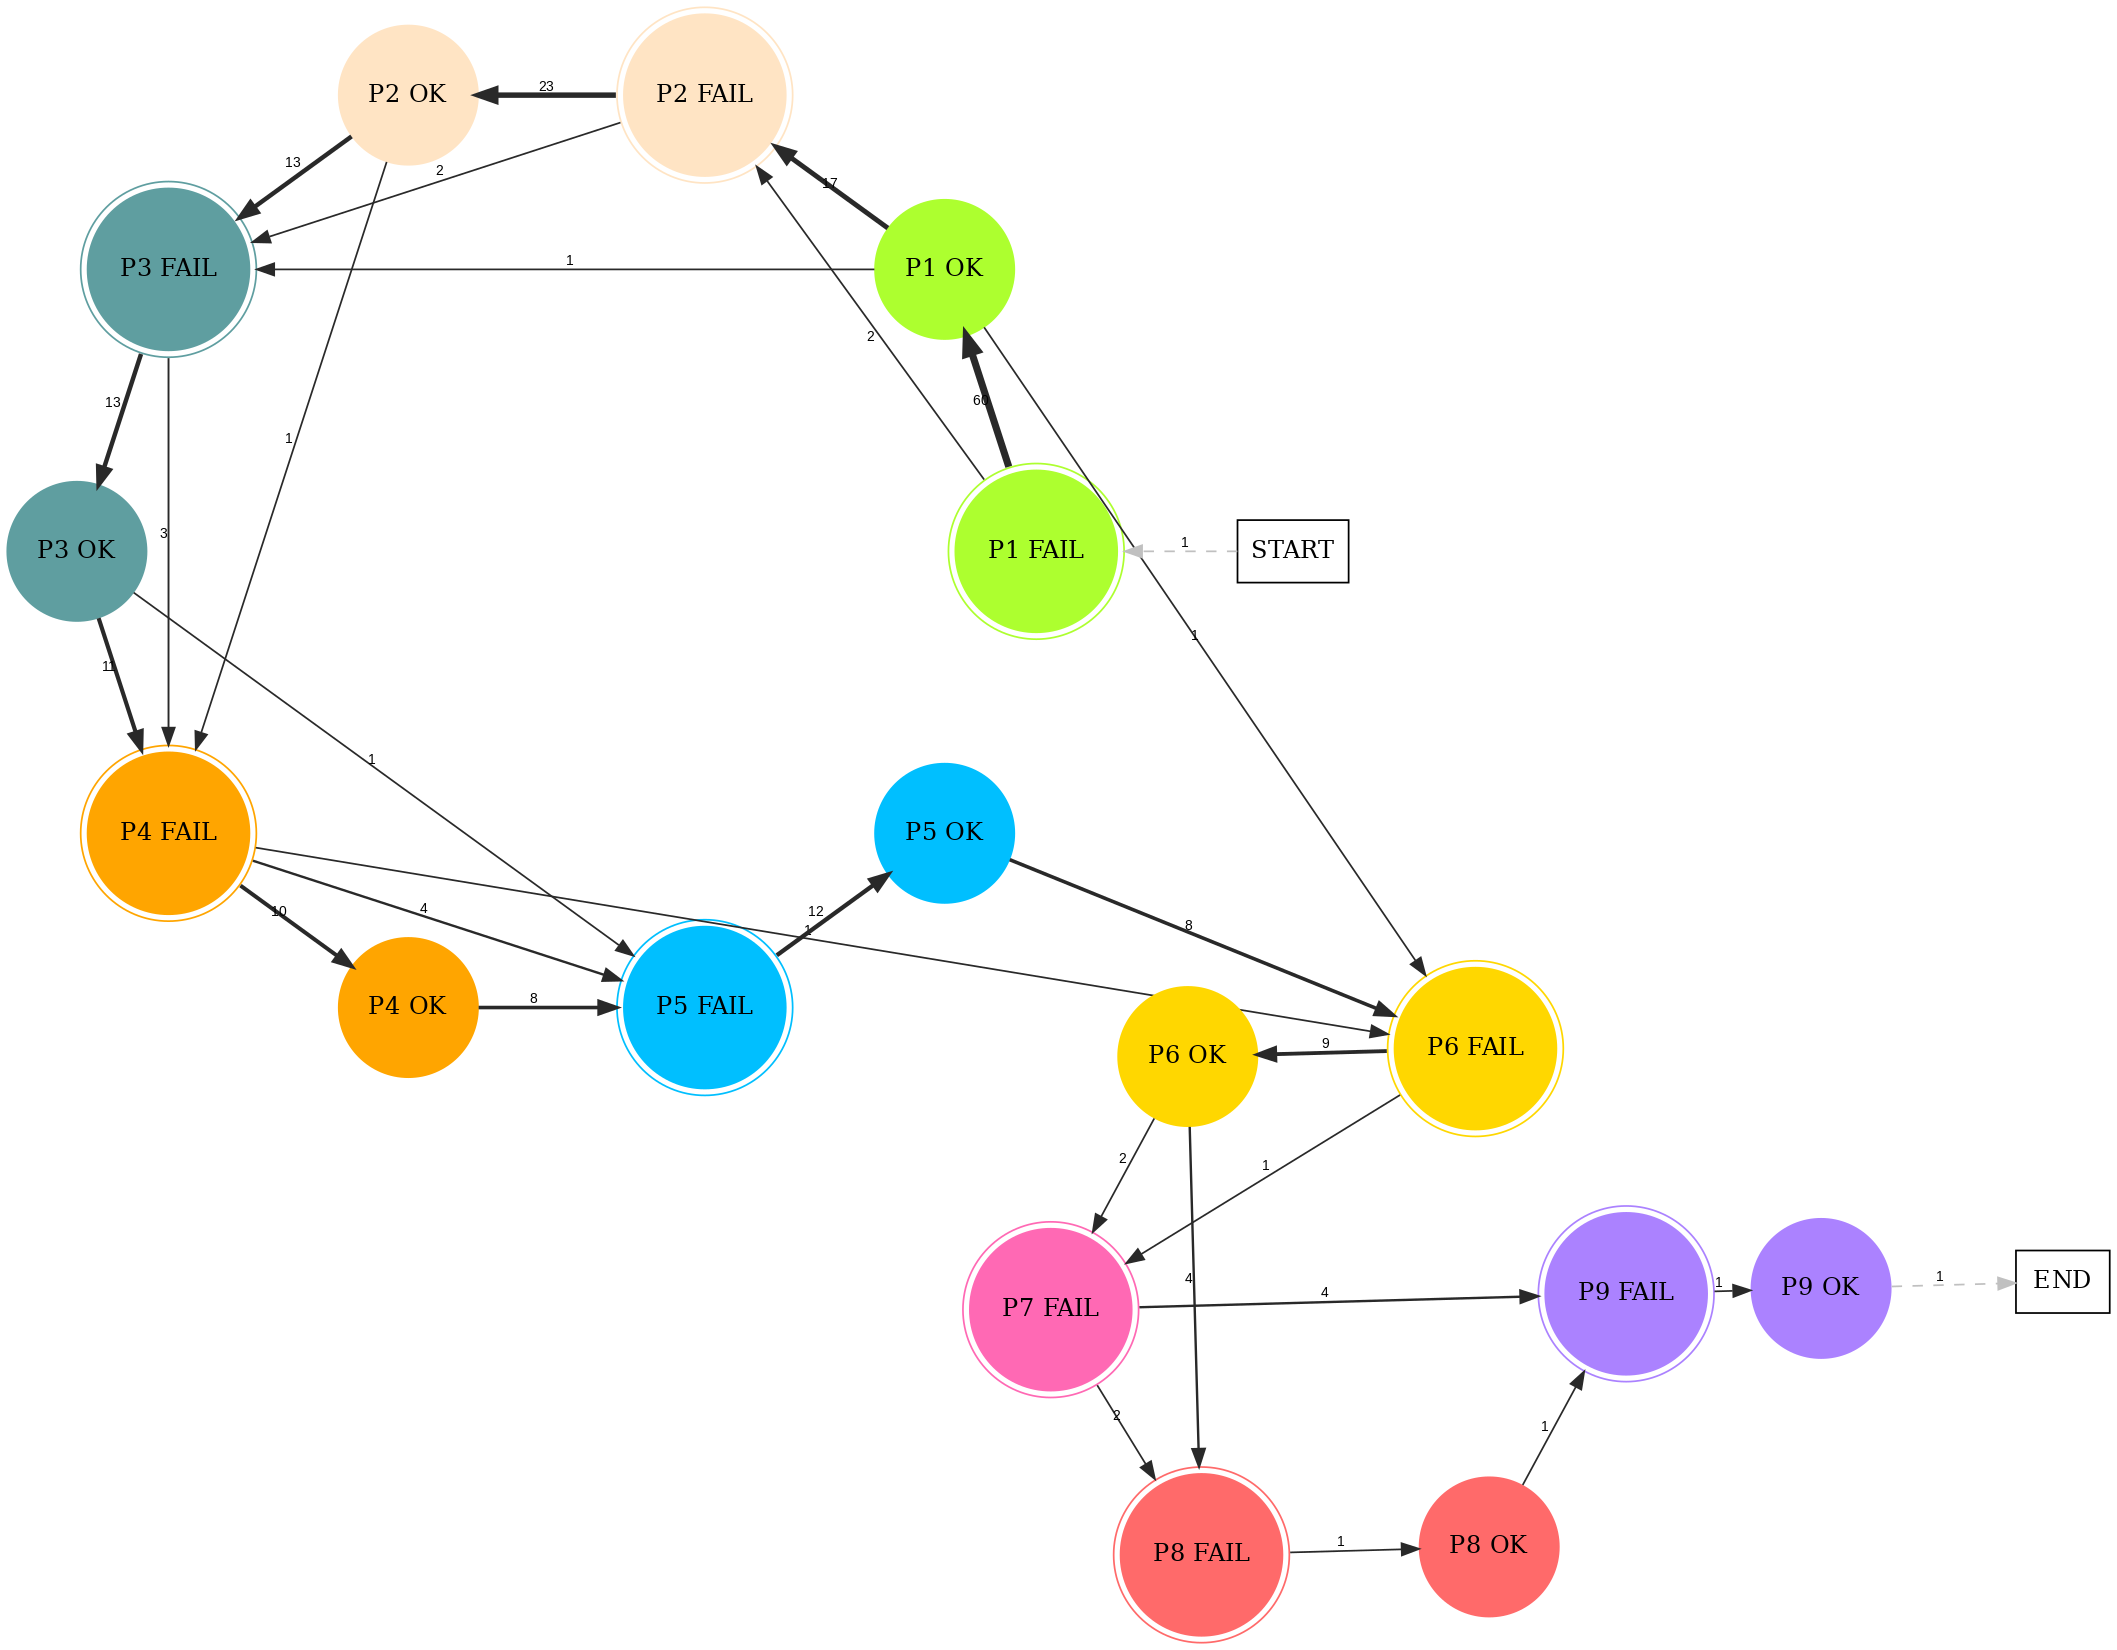 P2 OK
23
P2 FAIL
13
2
17
P3 FAIL
1
P1 OK
2
13
60
1
3
P3 OK
P1 FAIL
1
START
11
1
1
P4 FAIL
P5 OK
10
4
12
1
8
P4 OK
8
P5 FAIL
P6 OK
9
P6 FAIL
2
1
4
P7 FAIL
4
P9 FAIL
1
P9 OK
1
END
2
1
P8 FAIL
1
P8 OK